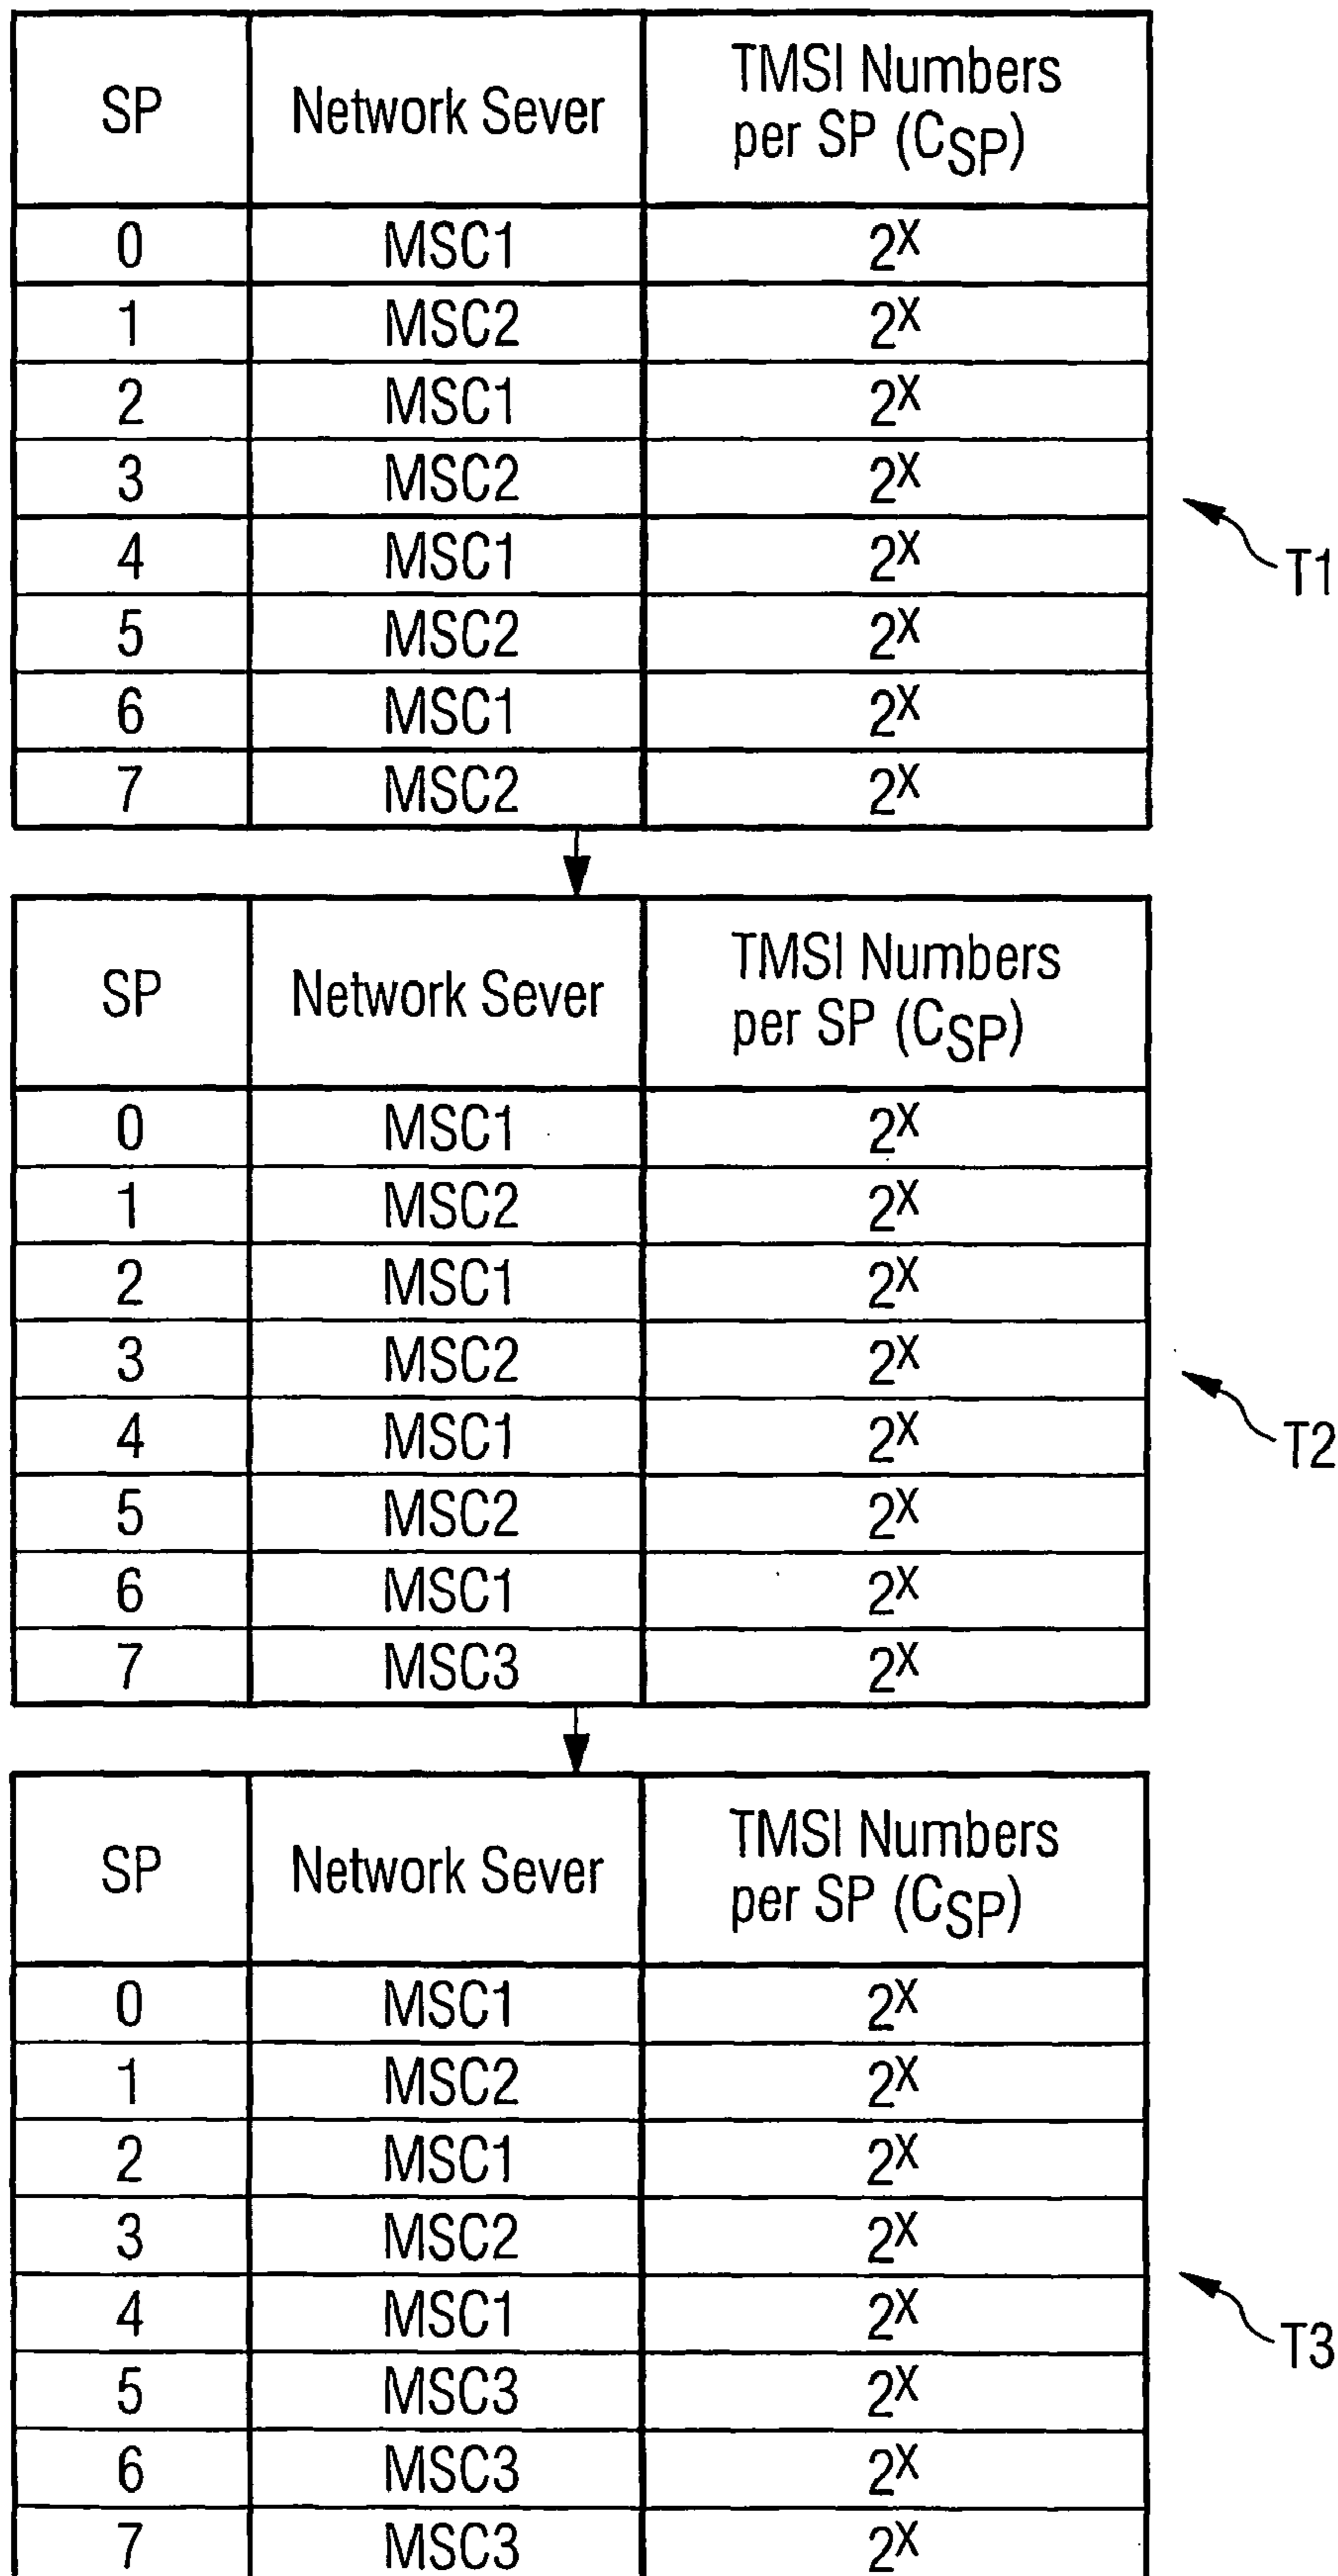 SP Network Sever TMSI Numbers
per SP (CSP)
0 MSC1 2X
1 MSC2 2X
2 MSC1 2X
3 MSC2 2X
4 MSC1 2X
5 MSC2 2X
6 MSC1 2X
7 MSC2 2X
T1
SP Network Sever TMSI Numbers
per SP (CSP)
0 MSC1 2X
1 MSC2 2X
2 MSC1 2X
3 MSC2 2X
4 MSC1 2X
5 MSC2 2X
6 MSC1 2X
7 MSC3 2X
T2
SP Network Sever TMSI Numbers
per SP (CSP)
0 MSC1 2X
1 MSC2 2X
2 MSC1 2X
3 MSC2 2X
4 MSC1 2X
5 MSC3 2X
6 MSC3 2X
7 MSC3 2X
T3